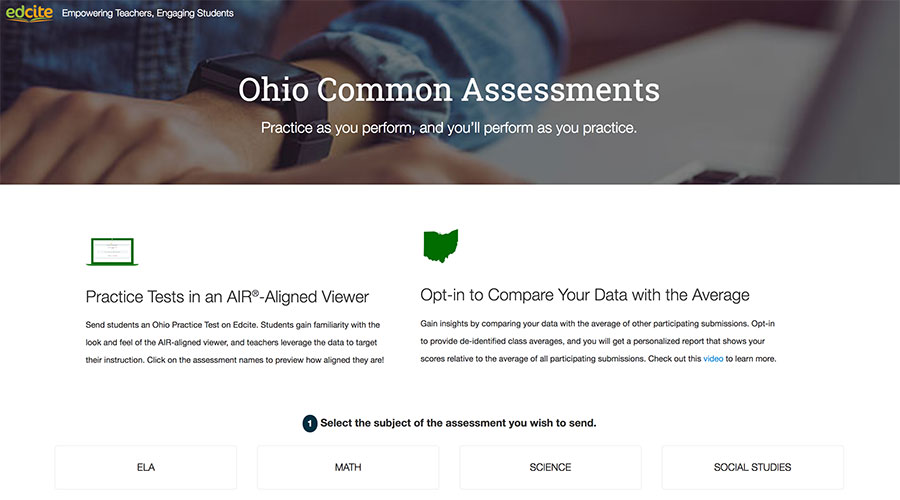 edcite Empowering Teachers, Engaging Students
Ohio Common Assessments
Practice as you perform, and you’ll perform as you practice.
Practice Tests in an AIR®-Aligned Viewer
Send students an Ohio Practice Test on Edcite. Students gain familiarity with the
look and feel of the AIR-aligned viewer, and teachers leverage the data to target
their instruction. Click on the assessment names to preview how aligned they are!
Opt-in to Compare Your Data with the Average
Gain insights by comparing your data with the average of other participating submissions. Opt-in
to provide de-identified class averages, and you will get a personalized report that shows your
scores relative to the average of all participating submissions. Check out this video to learn more.
1 Select the subject of the assessment you wish to send.
ELA
MATH
SCIENCE
SOCIAL STUDIES